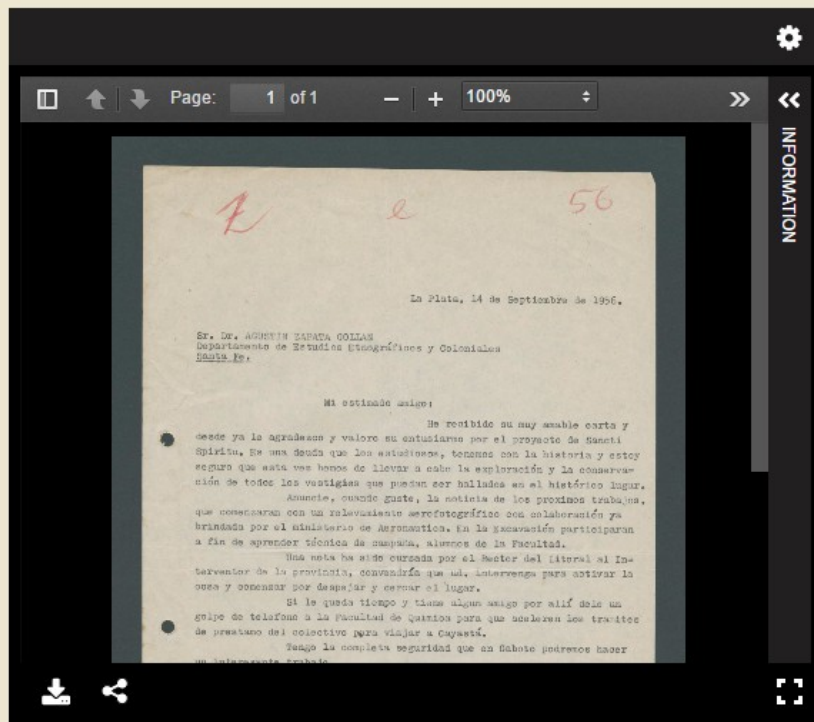 Page: 1 of 1 100%
INFORMATION
Z e 56
La Plata, 14 de Septiembre de 1956.
Sr. Dr. AGUSTIN ZAPATA GOLLAN
Departamento de Estudios Etnográficos y Coloniales
Santa Fe.
Mi estimado amigo:
He recibido su muy amable carta y
desde ya le agradezco y valoro su entusiasmo por el proyecto de Sancti
Spiritu. Es una deuda que los estudiosos, tenemos con la historia y estoy
seguro que esta vez hemos de llevar a cabo la exploración y la conserva-
ción de todos los vestigios que puedan ser hallados en el histórico lugar.
Anuncie, cuando guste, la noticia de los proximos trabajos,
que comenzaran con un relevamiento aerofotográfico con colaboración ya
brindada por el ministerio de Aeronautica. En la Excavación participaran
a fin de aprender técnica de campaña, alumnos de la Facultad.
Una nota ha sido cursada por el Rector del Litoral al In-
terventor de la provincia, convendría que ud. intervenga para activar la
cosa y comenzar por despejar y cercar el lugar.
Si le queda tiempo y tiene algun amigo por allí dele un
golpe de telefono a la Facultad de Quimica para que aceleren los tramites
de prestamo del colectivo para viajar a Cayastá.
Tengo la completa seguridad que en Gaboto podremos hacer
un interesante trabajo